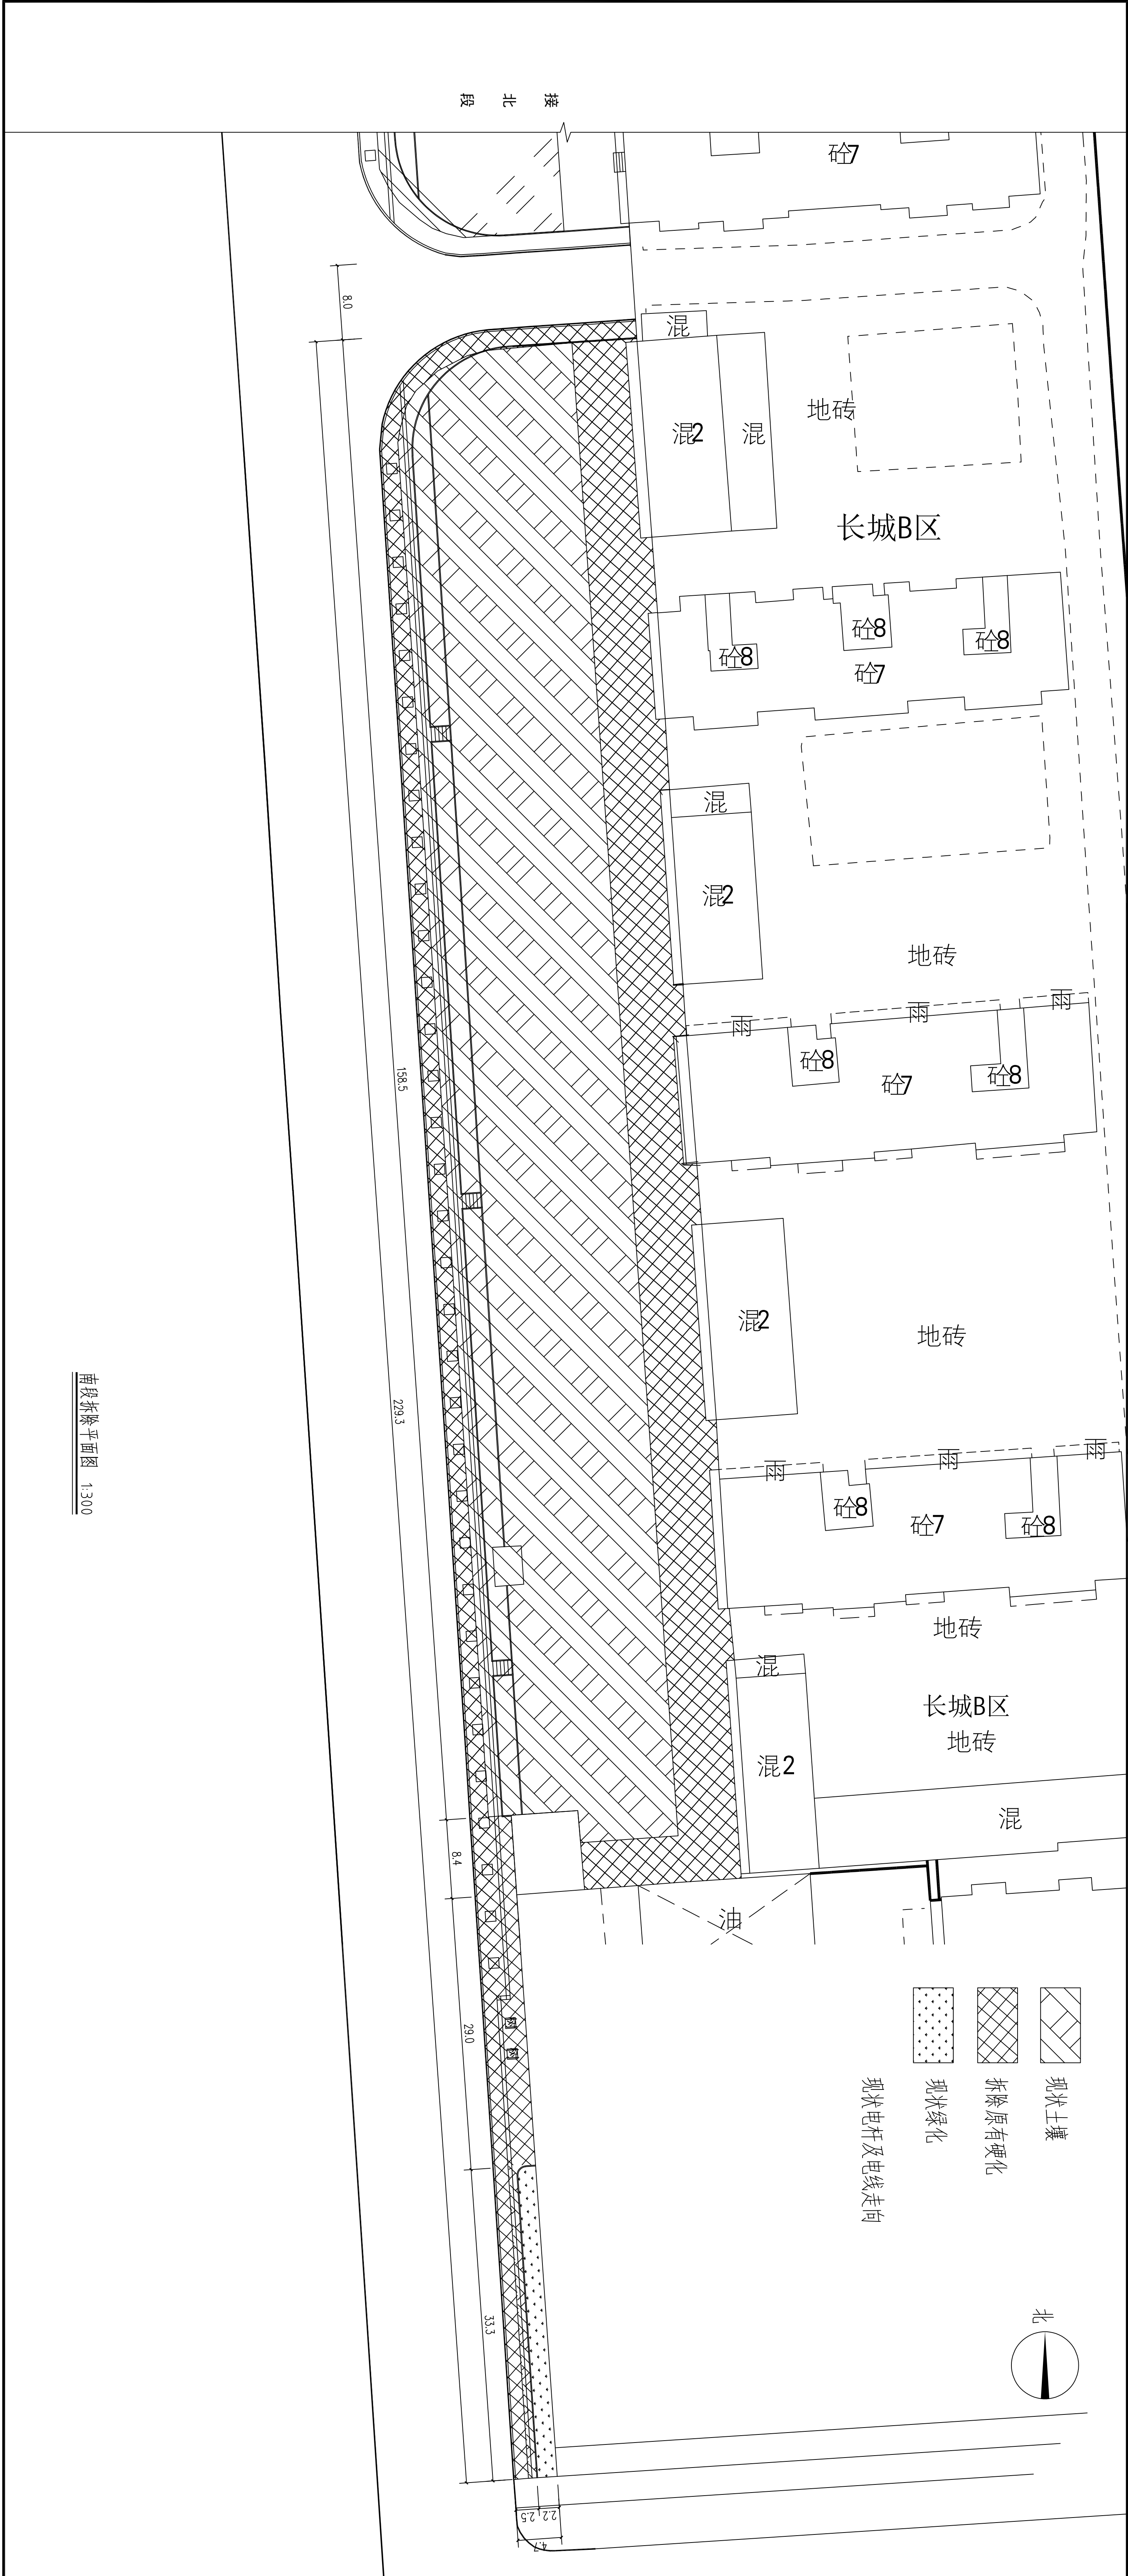 接北段
砼7
8.0
混
混2
混
地砖
长城B区
砼8
砼8
砼8
砼7
混
混2
地砖
雨
雨
雨
砼8
砼7
砼8
158.5
混2
地砖
229.3
南段拆除平面图 1:300
雨
雨
雨
砼8
砼7
砼8
地砖
混
长城B区
地砖
混2
混
8.4
油
29.0
树
树
现状土壤
拆除原有硬化
现状绿化
现状电杆及电线走向
33.3
北
2.5
2.2
4.7